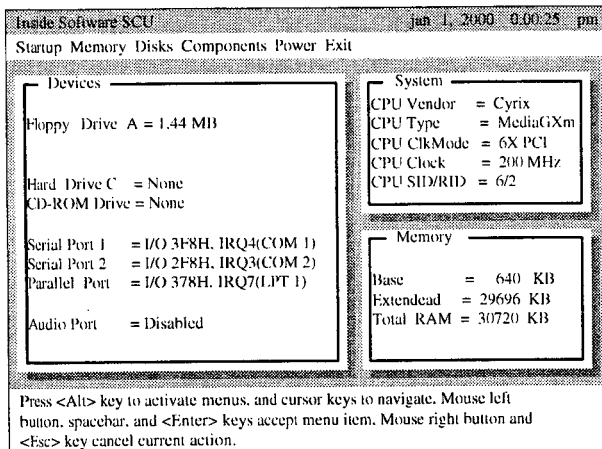 Inside Software SCU jan 1, 2000 0.00:25 pm
Startup Memory Disks Components Power Exit
Devices
Floppy Drive A = 1.44 MB
Hard Drive C = None
CD-ROM Drive = None
Serial Port 1 = I/O 3F8H, IRQ4(COM 1)
Serial Port 2 = I/O 2F8H, IRQ3(COM 2)
Parallel Port = I/O 378H, IRQ7(LPT 1)
Audio Port = Disabled
System
CPU Vendor = Cyrix
CPU Type = MediaGXm
CPU ClkMode = 6X PCI
CPU Clock = 200 MHz
CPU SID/RID = 6/2
Memory
Base = 640 KB
Extendead = 29696 KB
Total RAM = 30720 KB
Press <Alt> key to activate menus, and cursor keys to navigate. Mouse left
button, spacebar, and <Enter> keys accept menu item. Mouse right button and
<Esc> key cancel current action.